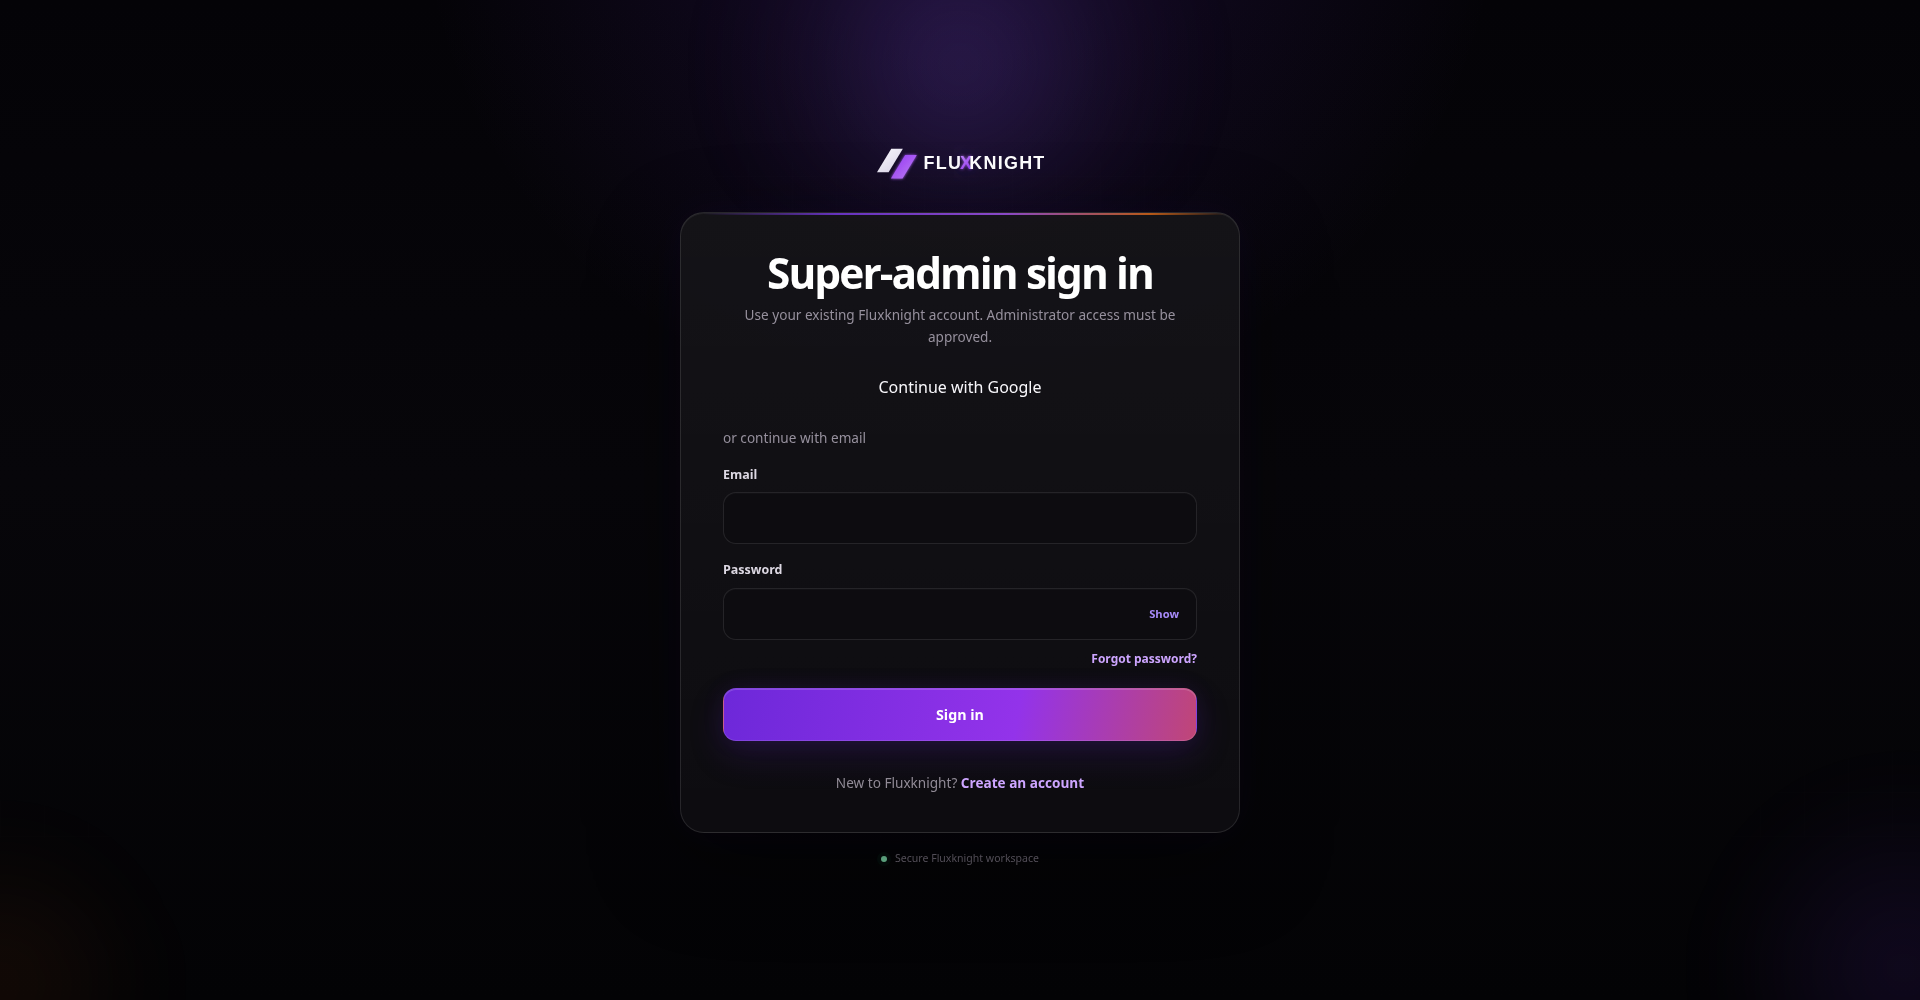 FLUXKNIGHT
Super-admin sign in
Use your existing Fluxknight account. Administrator access must be
approved.
Continue with Google
or continue with email
Email
Password
Show
Forgot password?
Sign in
New to Fluxknight? Create an account
Secure Fluxknight workspace